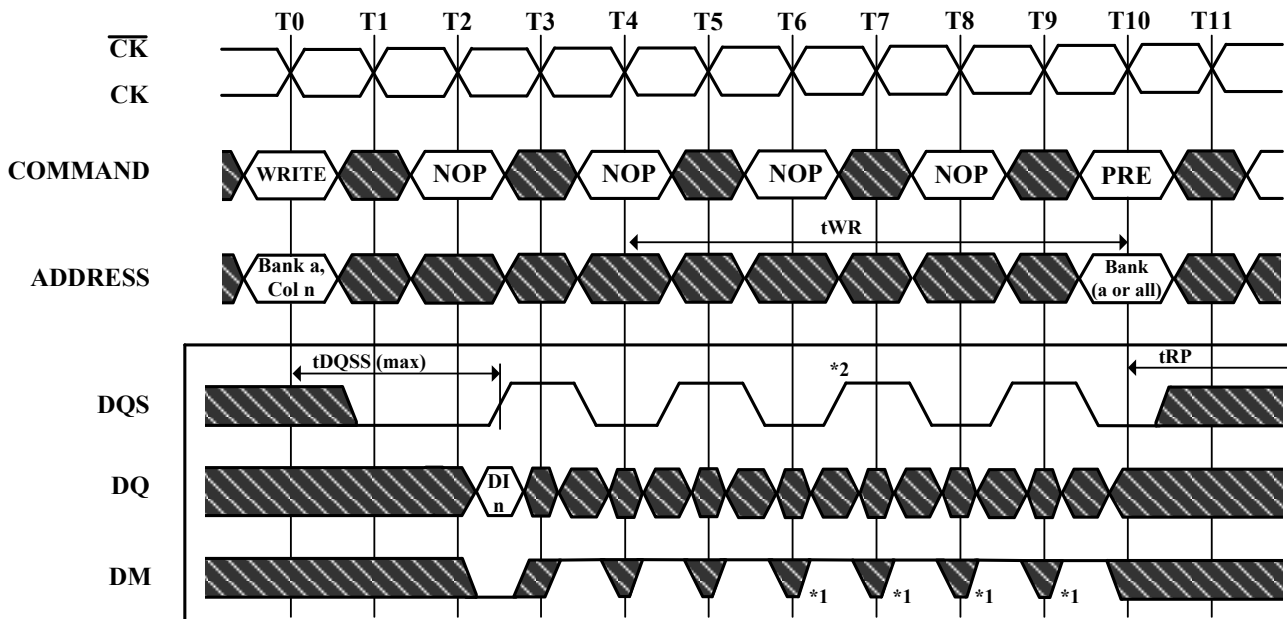 T0 T1 T2 T3 T4 T5 T6 T7 T8 T9 T10 T11
CK
CK
COMMAND WRITE NOP NOP NOP NOP PRE
tWR
ADDRESS Bank a, Col n Bank (a or all)
tDQSS (max) *2 tRP
DQS
DQ DI n
DM *1 *1 *1 *1